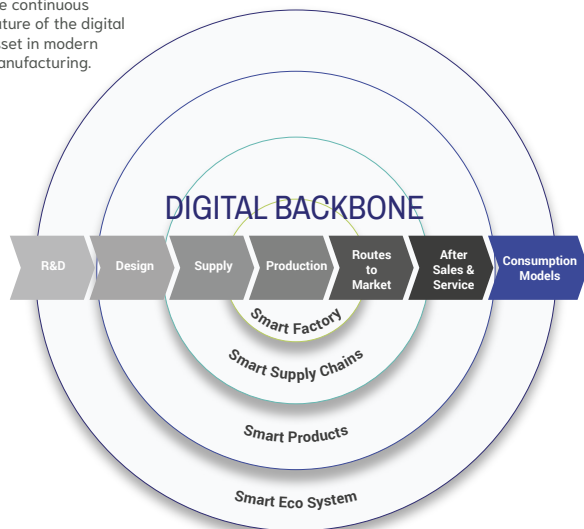 e continuous
ture of the digital
set in modern
anufacturing.
DIGITAL BACKBONE
R&D
Design
Supply
Production
Routes
to
Market
After
Sales &
Service
Consumption
Models
Smart Factory
Smart Supply Chains
Smart Products
Smart Eco System